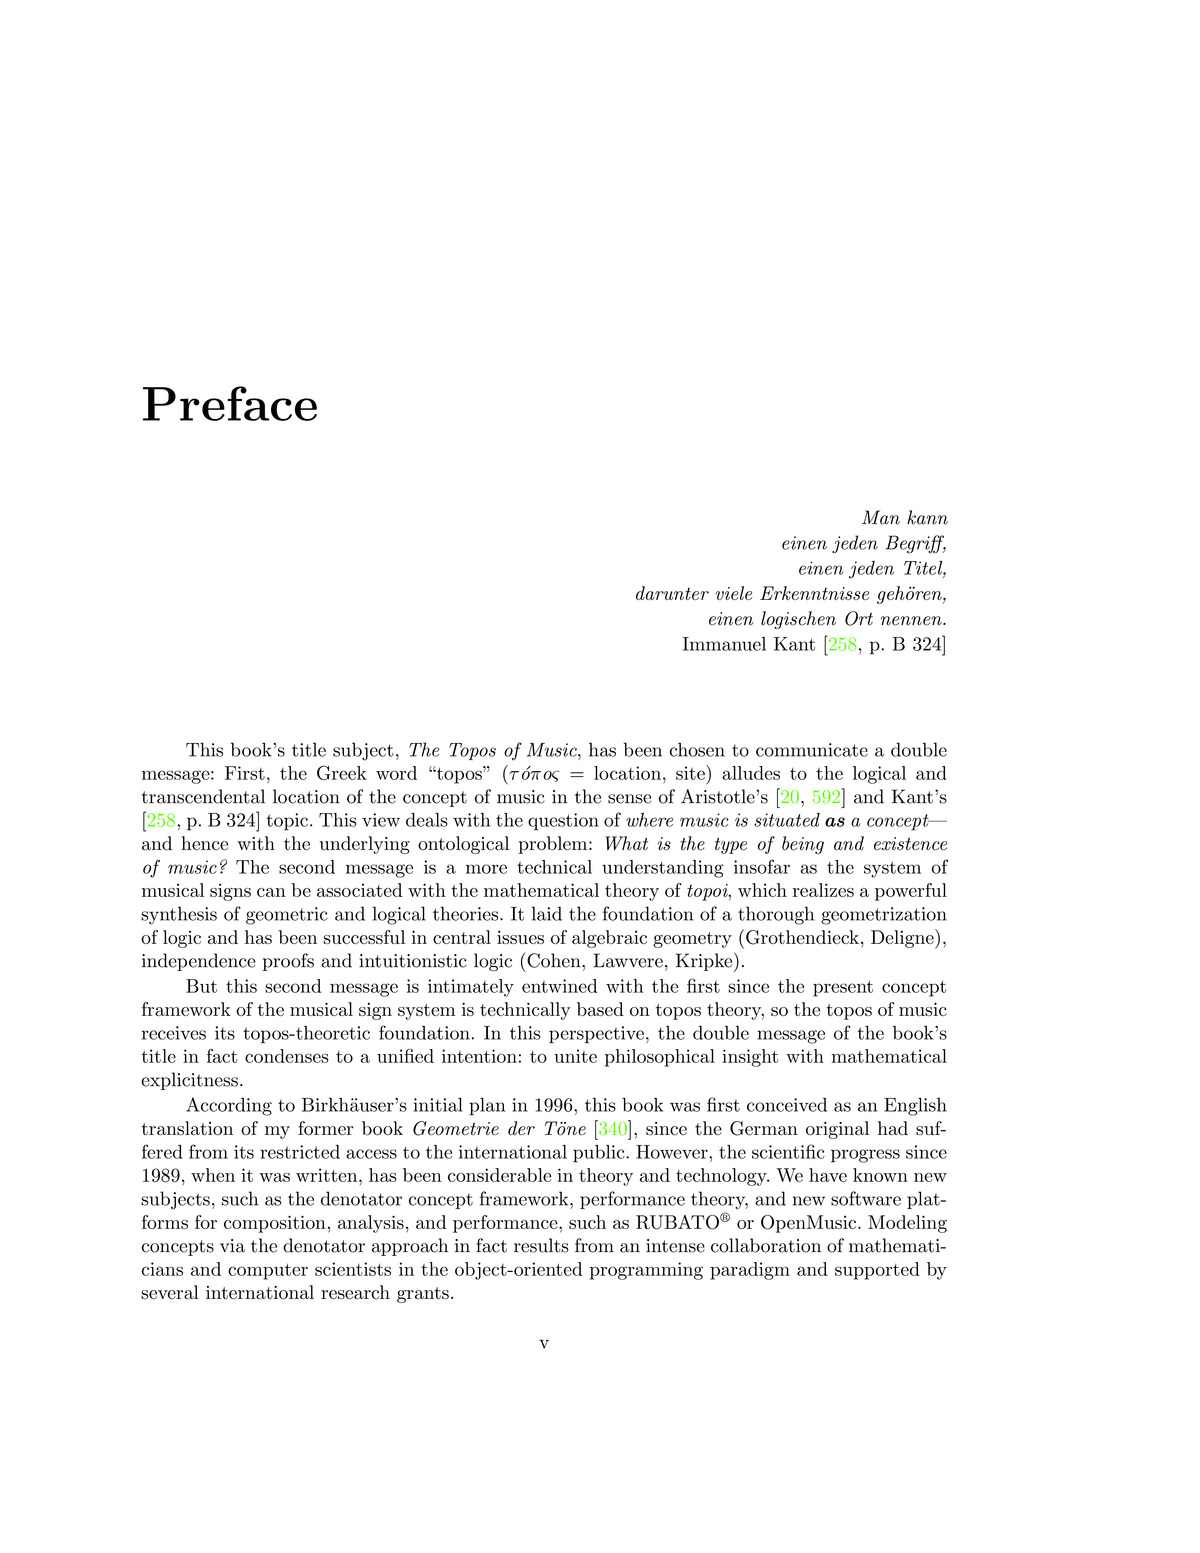 Preface
Man kann
einen jeden Begriff,
einen jeden Titel,
darunter viele Erkenntnisse gehören,
einen logischen Ort nennen.
Immanuel Kant [258, p. B 324]
This book's title subject, The Topos of Music, has been chosen to communicate a double
message: First, the Greek word “topos” (τόπος = location, site) alludes to the logical and
transcendental location of the concept of music in the sense of Aristotle's [20, 592] and Kant's
[258, p. B 324] topic. This view deals with the question of where music is situated as a concept—
and hence with the underlying ontological problem: What is the type of being and existence
of music? The second message is a more technical understanding insofar as the system of
musical signs can be associated with the mathematical theory of topoi, which realizes a powerful
synthesis of geometric and logical theories. It laid the foundation of a thorough geometrization
of logic and has been successful in central issues of algebraic geometry (Grothendieck, Deligne),
independence proofs and intuitionistic logic (Cohen, Lawvere, Kripke).
But this second message is intimately entwined with the first since the present concept
framework of the musical sign system is technically based on topos theory, so the topos of music
receives its topos-theoretic foundation. In this perspective, the double message of the book's
title in fact condenses to a unified intention: to unite philosophical insight with mathematical
explicitness.
According to Birkhäuser's initial plan in 1996, this book was first conceived as an English
translation of my former book Geometrie der Töne [340], since the German original had suf-
fered from its restricted access to the international public. However, the scientific progress since
1989, when it was written, has been considerable in theory and technology. We have known new
subjects, such as the denotator concept framework, performance theory, and new software plat-
forms for composition, analysis, and performance, such as RUBATO® or OpenMusic. Modeling
concepts via the denotator approach in fact results from an intense collaboration of mathemati-
cians and computer scientists in the object-oriented programming paradigm and supported by
several international research grants.
v